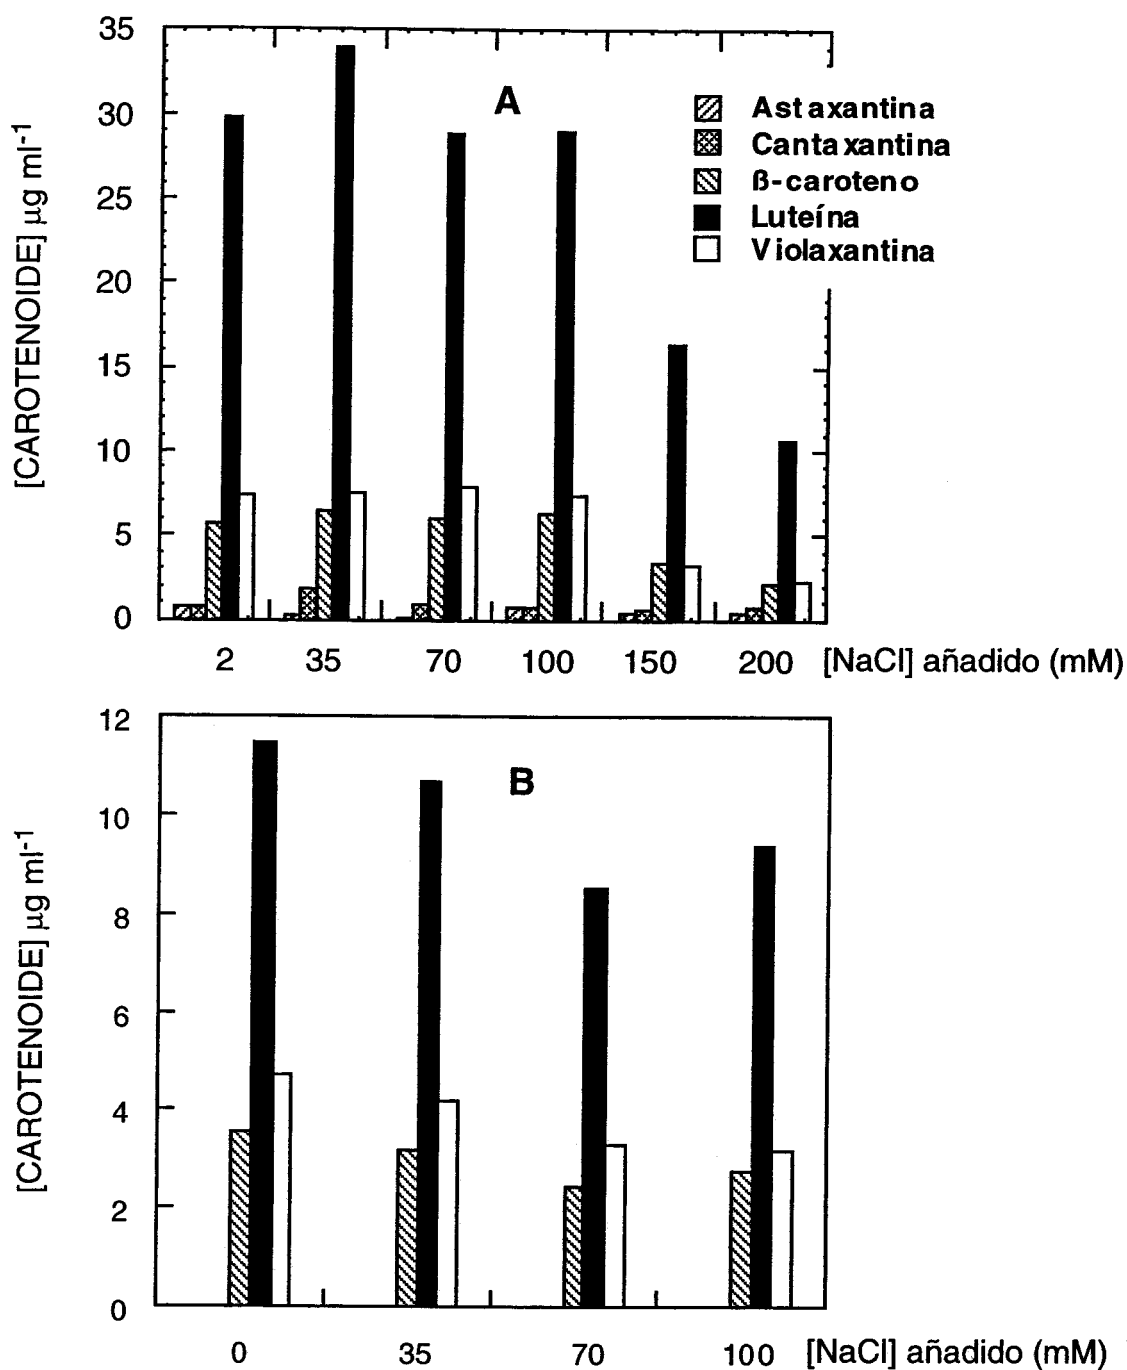 35
30
25
20
15
10
5
0
[CAROTENOIDE] µg ml-1
A
Astaxantina
Cantaxantina
ß-caroteno
Luteína
Violaxantina
2 35 70 100 150 200 [NaCl] añadido (mM)
12
10
8
6
4
2
0
[CAROTENOIDE] µg ml-1
B
0 35 70 100 [NaCl] añadido (mM)